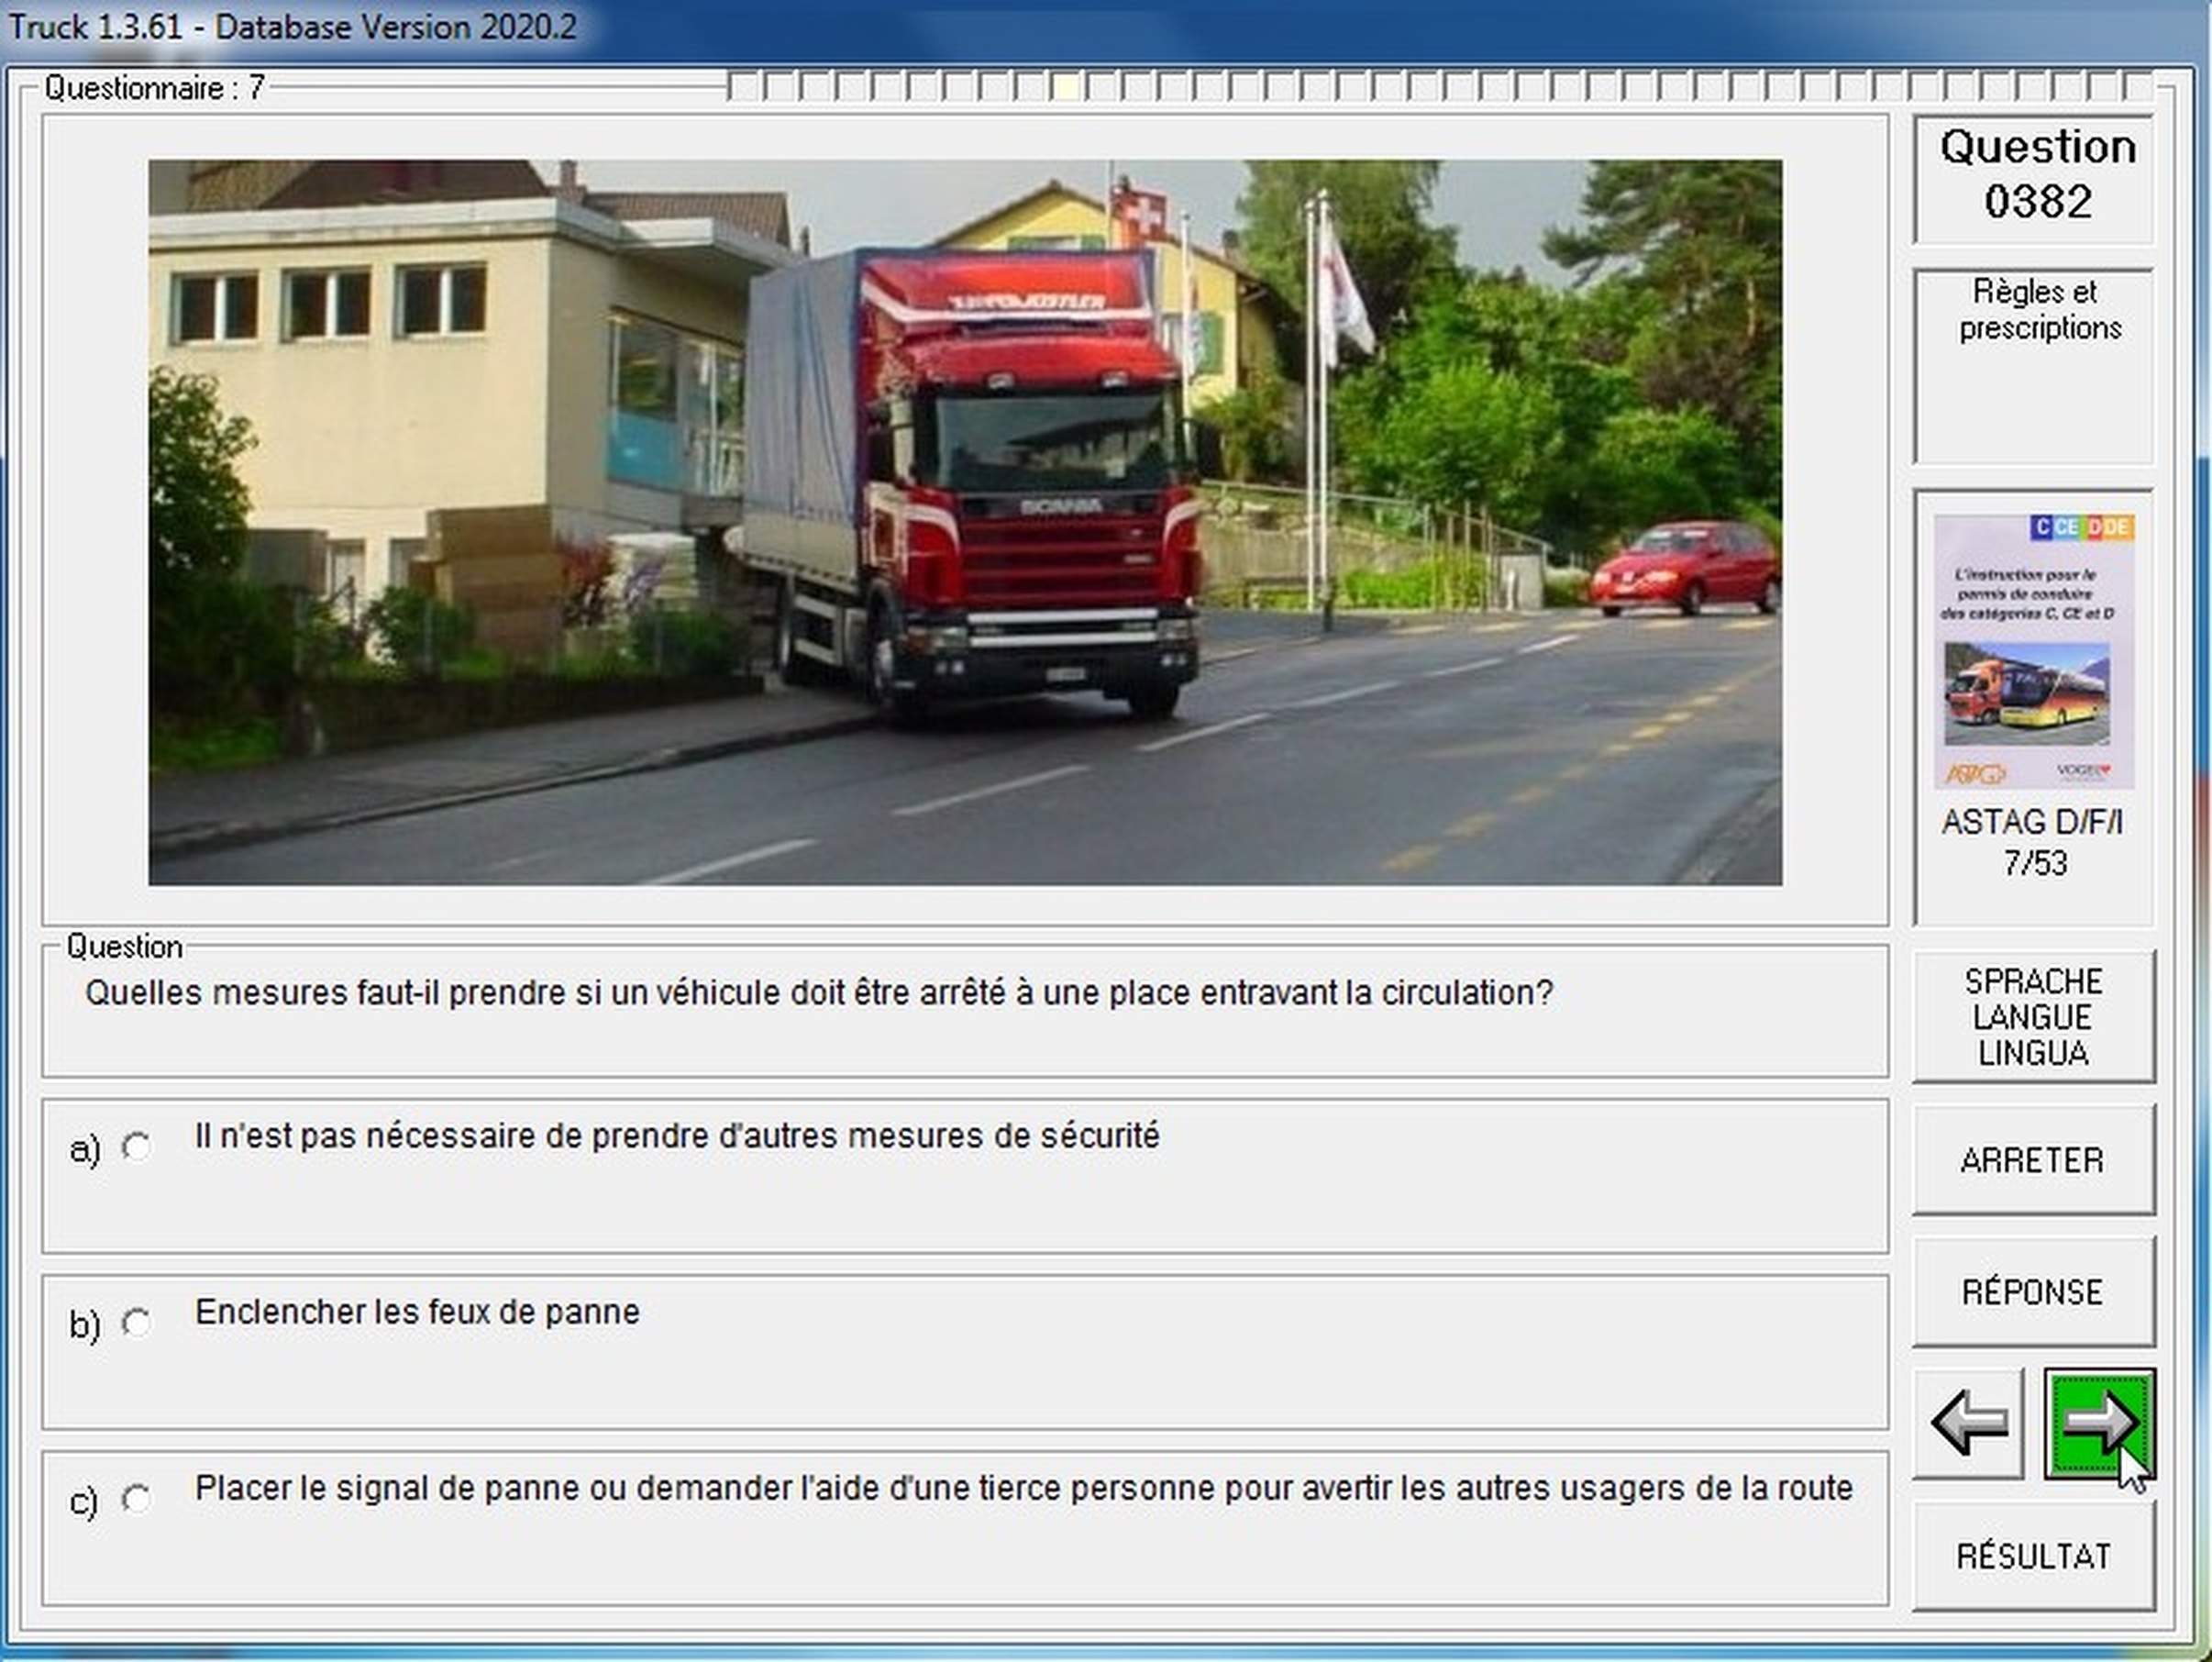 Truck 1.3.61 - Database Version 2020.2
Questionnaire : 7
SCANIA
Question
0382
Règles et
prescriptions
C CE D DE
L'instruction pour le
permis de conduire
des catégories C, CE et D
ASTAG VOGEL
ASTAG D/F/I
7/53
Question
Quelles mesures faut-il prendre si un véhicule doit être arrêté à une place entravant la circulation?
a) Il n'est pas nécessaire de prendre d'autres mesures de sécurité
b) Enclencher les feux de panne
c) Placer le signal de panne ou demander l'aide d'une tierce personne pour avertir les autres usagers de la route
SPRACHE
LANGUE
LINGUA
ARRETER
RÉPONSE
RÉSULTAT